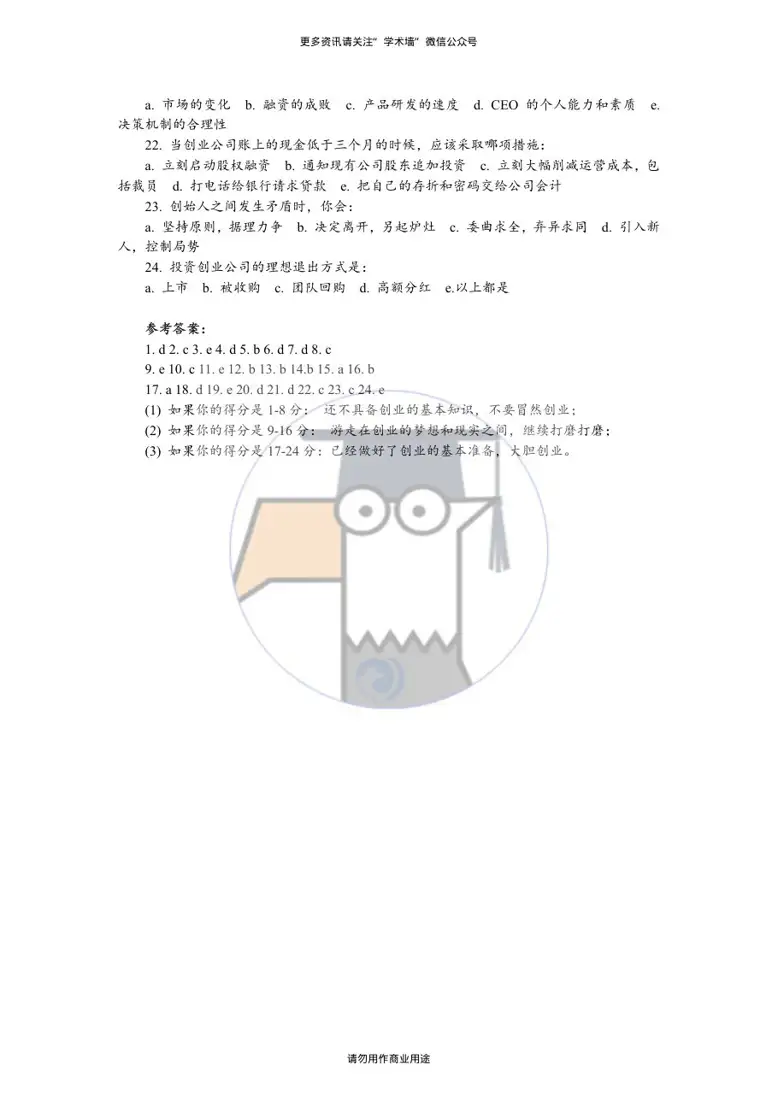 更多资讯请关注“学术墙”微信公众号
a. 市场的变化 b. 融资的成败 c. 产品研发的速度 d. CEO 的个人能力和素质 e.
决策机制的合理性
22. 当创业公司账上的现金低于三个月的时候，应该采取哪项措施：
a. 立刻启动股权融资 b. 通知现有公司股东追加投资 c. 立刻大幅削减运营成本，包
括裁员 d. 打电话给银行请求贷款 e. 把自己的存折和密码交给公司会计
23. 创始人之间发生矛盾时，你会：
a. 坚持原则，据理力争 b. 决定离开，另起炉灶 c. 委曲求全，弃异求同 d. 引入新
人，控制局势
24. 投资创业公司的理想退出方式是：
a. 上市 b. 被收购 c. 团队回购 d. 高额分红 e.以上都是
参考答案：
1. d 2. c 3. e 4. d 5. b 6. d 7. d 8. c
9. e 10. c 11. e 12. b 13. b 14.b 15. a 16. b
17. a 18. d 19. e 20. d 21. d 22. c 23. c 24. e
(1) 如果你的得分是 1-8 分： 还不具备创业的基本知识，不要冒然创业；
(2) 如果你的得分是 9-16 分： 游走在创业的梦想和现实之间，继续打磨打磨；
(3) 如果你的得分是 17-24 分：已经做好了创业的基本准备，大胆创业。
请勿用作商业用途